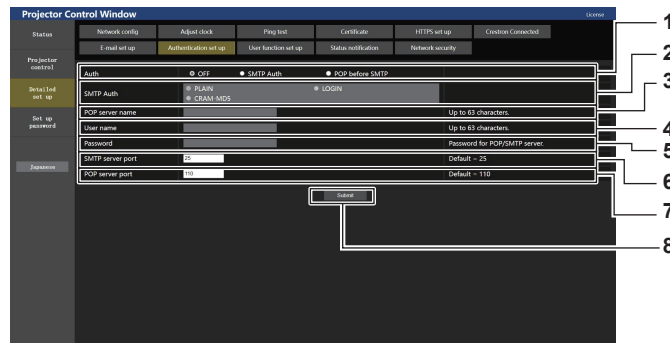 Projector Control Window
License
Status
Network config
Adjust clock
Ping test
Certificate
HTTPS set up
Crestron Connected
E-mail set up
Authentication set up
User function set up
Status notification
Network security
Projector
control
Detailed
set up
Set up
password
Japanese
Auth
OFF
SMTP Auth
POP before SMTP
1
SMTP Auth
PLAIN
LOGIN
CRAM-MD5
2
POP server name
Up to 63 characters.
3
User name
Up to 63 characters.
4
Password
Password for POP/SMTP server.
5
SMTP server port
25
Default = 25
6
POP server port
110
Default = 110
7
Submit
8